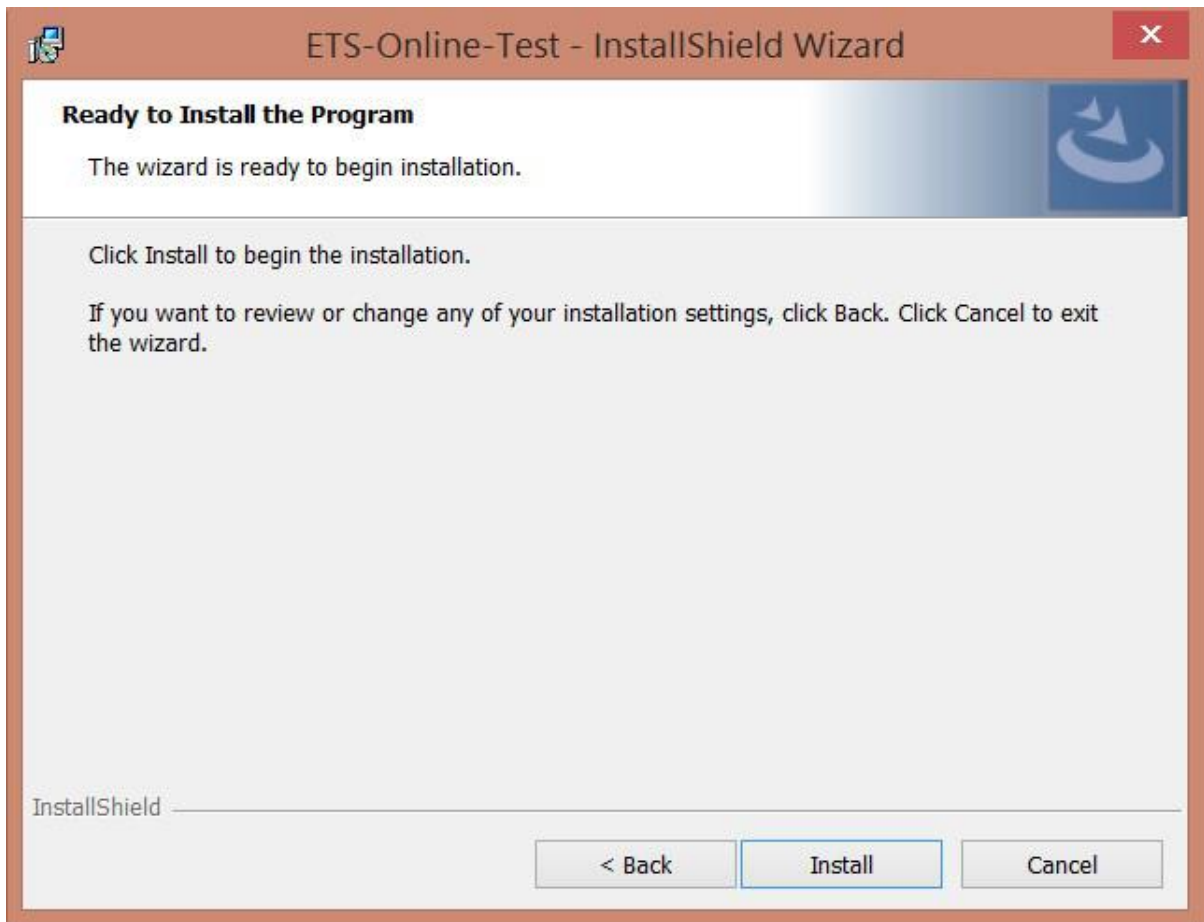 ETS-Online-Test - InstallShield Wizard
Ready to Install the Program
The wizard is ready to begin installation.
Click Install to begin the installation.
If you want to review or change any of your installation settings, click Back. Click Cancel to exit
the wizard.
InstallShield
< Back
Install
Cancel